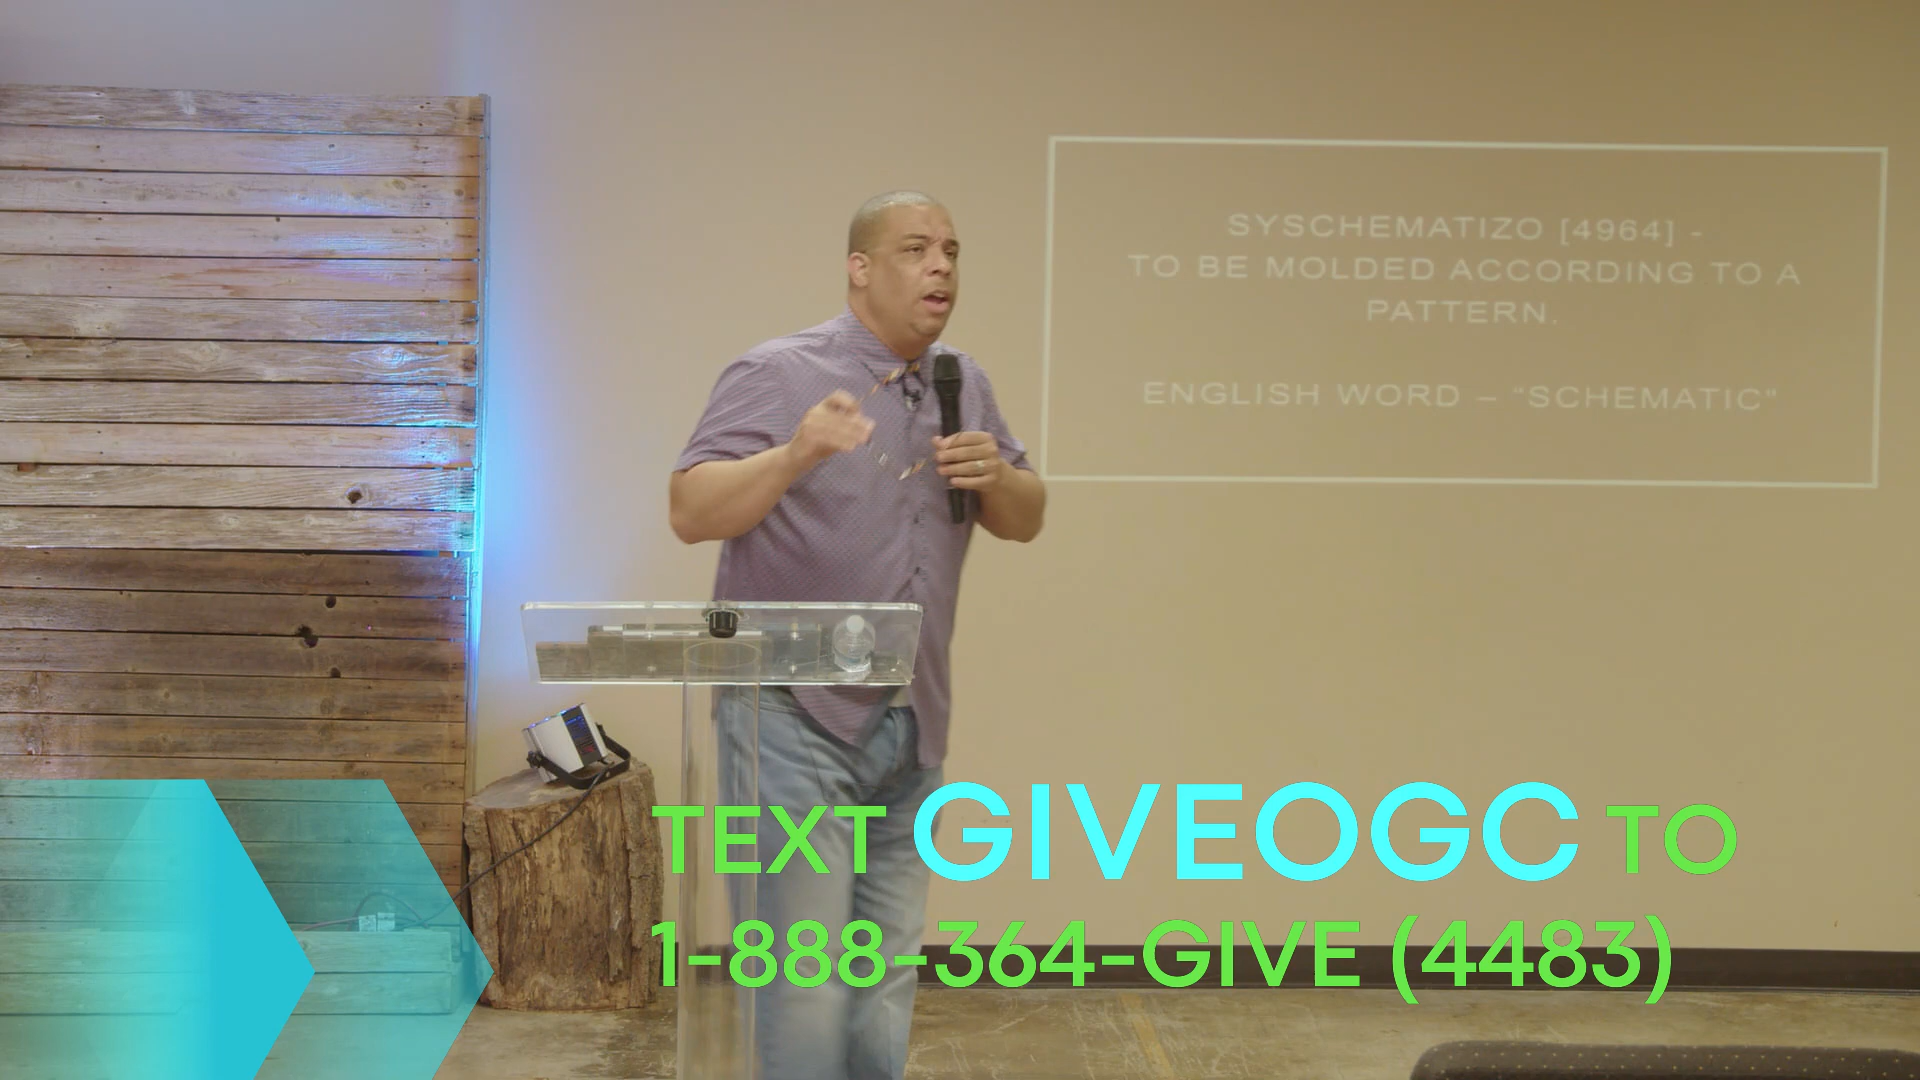 SYSCHEMATIZO [4964] -
TO BE MOLDED ACCORDING TO A
PATTERN.
ENGLISH WORD – “SCHEMATIC”
TEXT GIVEOGC TO
1-888-364-GIVE (4483)